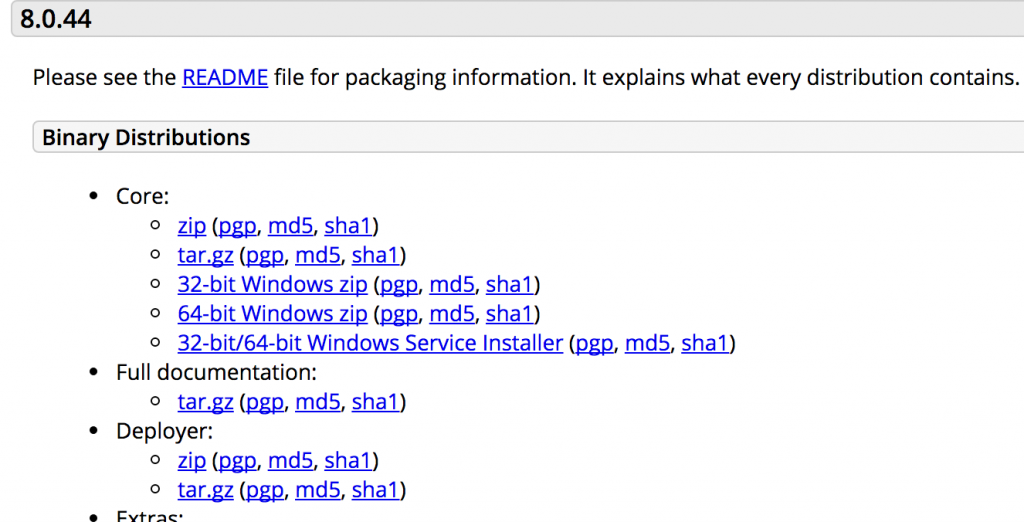 8.0.44
Please see the README file for packaging information. It explains what every distribution contains.
Binary Distributions
Core:
zip (pgp, md5, sha1)
tar.gz (pgp, md5, sha1)
32-bit Windows zip (pgp, md5, sha1)
64-bit Windows zip (pgp, md5, sha1)
32-bit/64-bit Windows Service Installer (pgp, md5, sha1)
Full documentation:
tar.gz (pgp, md5, sha1)
Deployer:
zip (pgp, md5, sha1)
tar.gz (pgp, md5, sha1)
Extras: